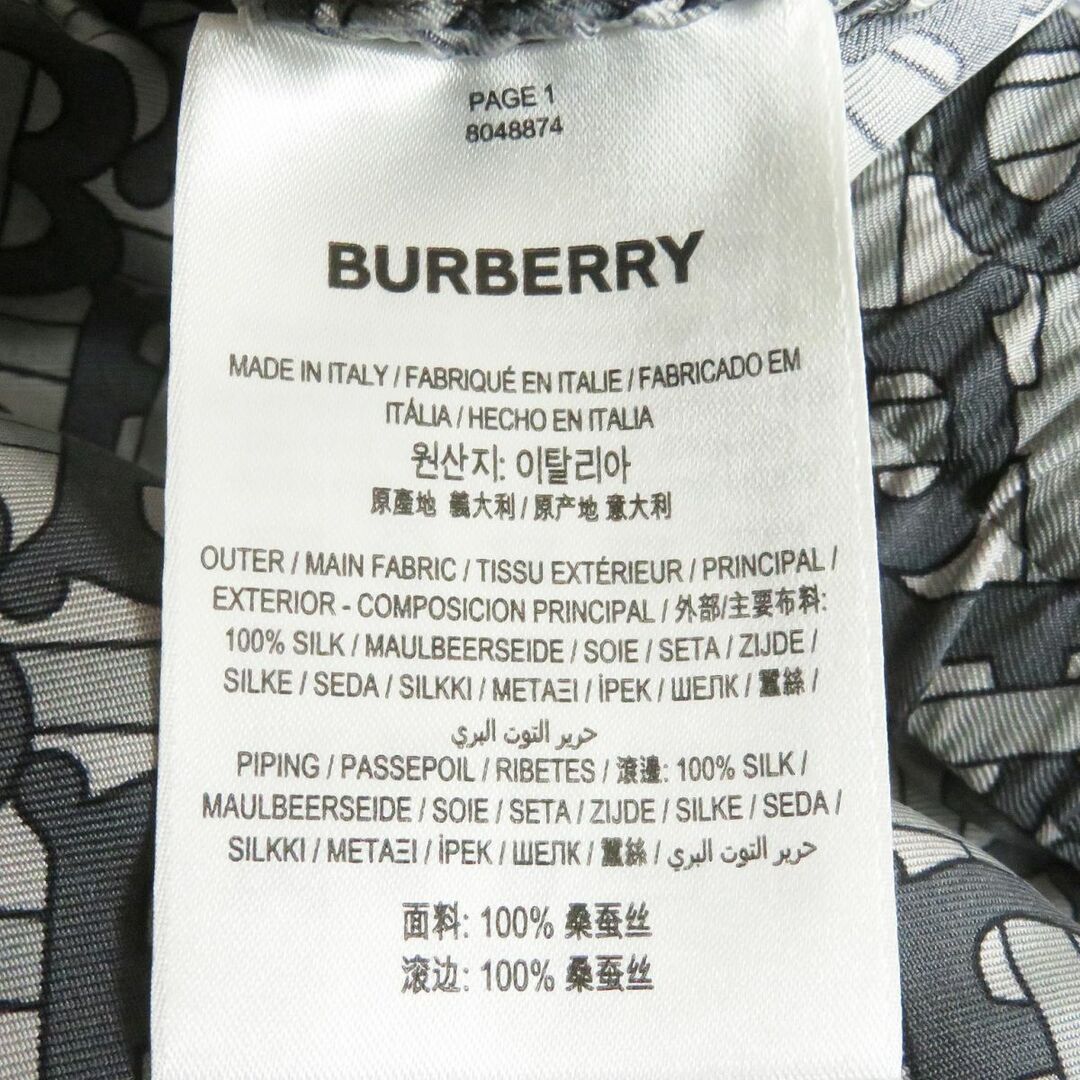 PAGE 1
8048874
BURBERRY
MADE IN ITALY / FABRIQUÉ EN ITALIE / FABRICADO EM
ITÁLIA / HECHO EN ITALIA
원산지: 이탈리아
原產地 義大利 / 原产地 意大利
OUTER / MAIN FABRIC / TISSU EXTÉRIEUR / PRINCIPAL /
EXTERIOR - COMPOSICION PRINCIPAL / 外部/主要布料:
100% SILK / MAULBEERSEIDE / SOIE / SETA / ZIJDE /
SILKE / SEDA / SILKKI / ΜΕΤΑΞΙ / İPEK / ШЕЛК / 蠶絲 /
حرير التوت البري
PIPING / PASSEPOIL / RIBETES / 滾邊: 100% SILK /
MAULBEERSEIDE / SOIE / SETA / ZIJDE / SILKE / SEDA /
SILKKI / ΜΕΤΑΞΙ / İPEK / ШЕЛК / 蠶絲 / حرير التوت البري
面料: 100% 桑蚕丝
滚边: 100% 桑蚕丝